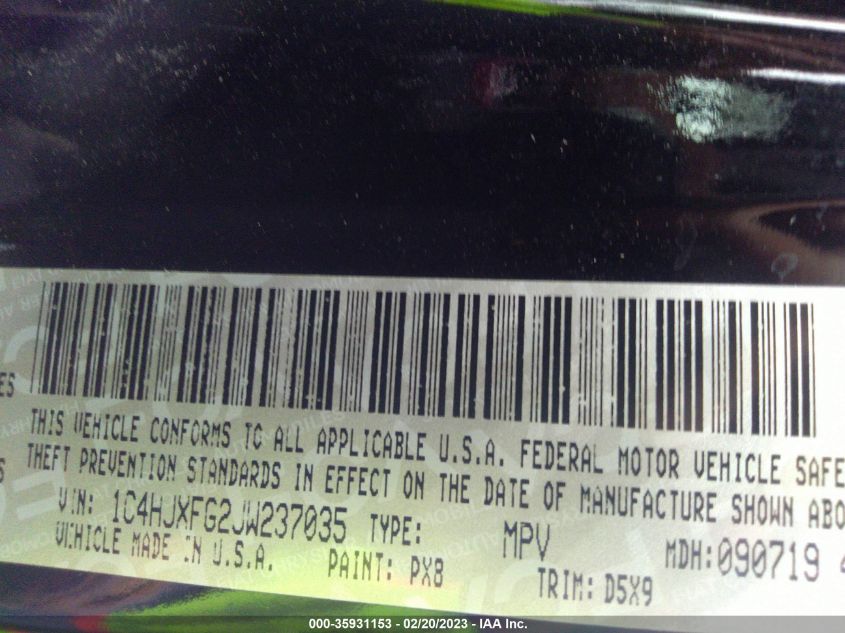 ES
THIS VEHICLE CONFORMS TO ALL APPLICABLE U.S.A. FEDERAL MOTOR VEHICLE SAFE
S THEFT PREVENTION STANDARDS IN EFFECT ON THE DATE OF MANUFACTURE SHOWN ABO
VIN: 1C4HJXFG2JW237035 TYPE: MPV MDH:090719 4
VEHICLE MADE IN U.S.A. PAINT: PX8 TRIM: D5X9
000-35931153 - 02/20/2023 - IAA Inc.